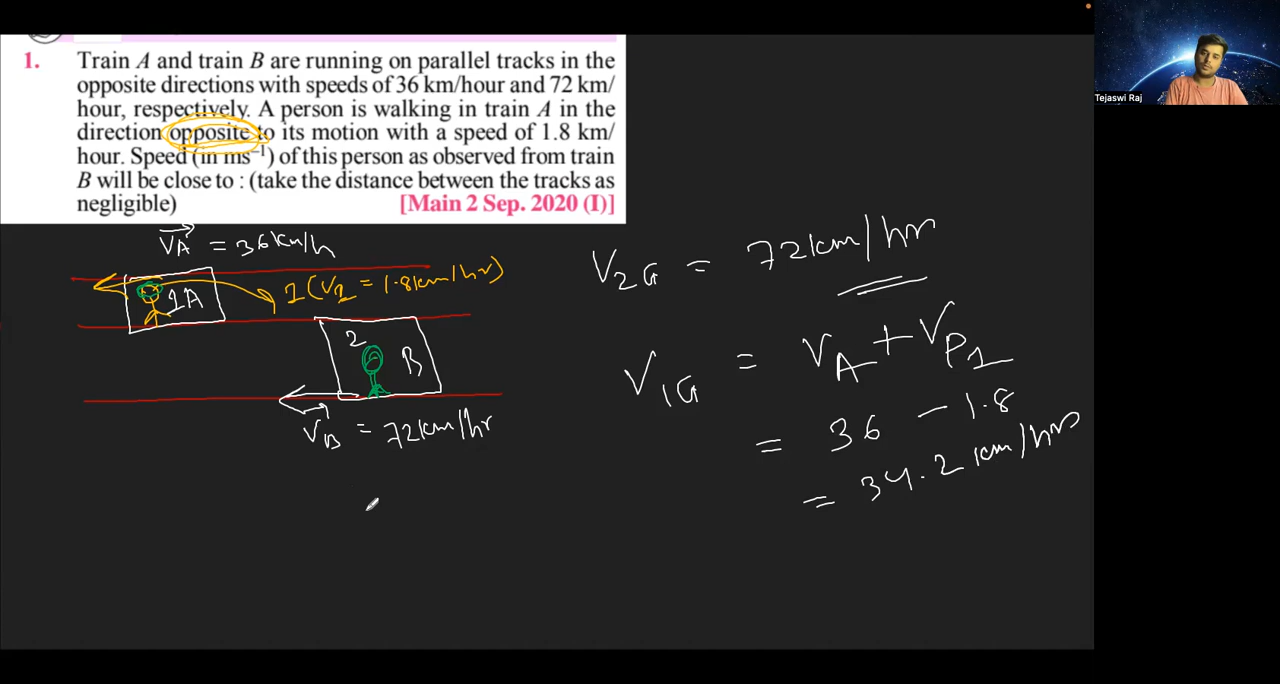 1. Train A and train B are running on parallel tracks in the
opposite directions with speeds of 36 km/hour and 72 km/
hour, respectively. A person is walking in train A in the
direction opposite to its motion with a speed of 1.8 km/
hour. Speed (in ms⁻¹) of this person as observed from train
B will be close to : (take the distance between the tracks as
negligible) [Main 2 Sep. 2020 (I)]
Tejaswi Raj
V⃗A = 36km/h
1A
1 (V1 = 1.8km/hr)
2
B
V⃗B = 72km/hr
V2G = 72km/hr
V1G = VA + VP1
= 36 - 1.8
= 34.2 km/hr